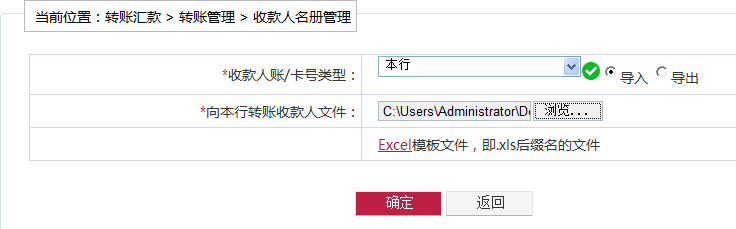 当前位置：转账汇款 > 转账管理 > 收款人名册管理
*收款人账/卡号类型： 本行 导入 导出
*向本行转账收款人文件： C:\Users\Administrator\De 浏览...
Excel模板文件，即.xls后缀名的文件
确定 返回